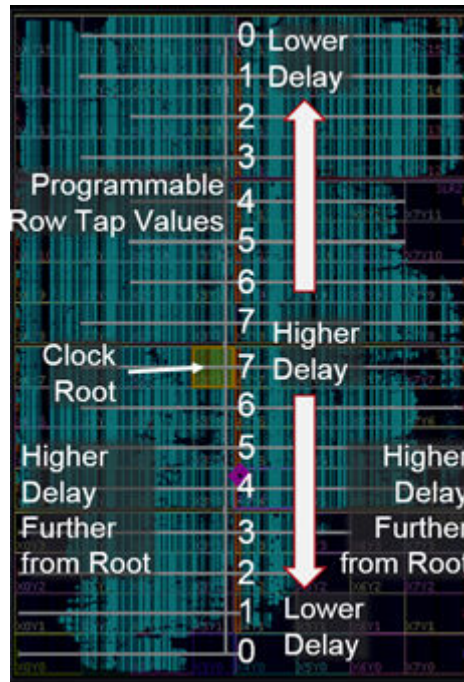 0
Lower
Delay
1
2
3
Programmable
Row Tap Values
4
5
6
7
Higher
Delay
Clock
Root
7
6
5
Higher
Delay
Higher
Delay
4
Further
from Root
Further
from Root
3
2
1
Lower
Delay
0